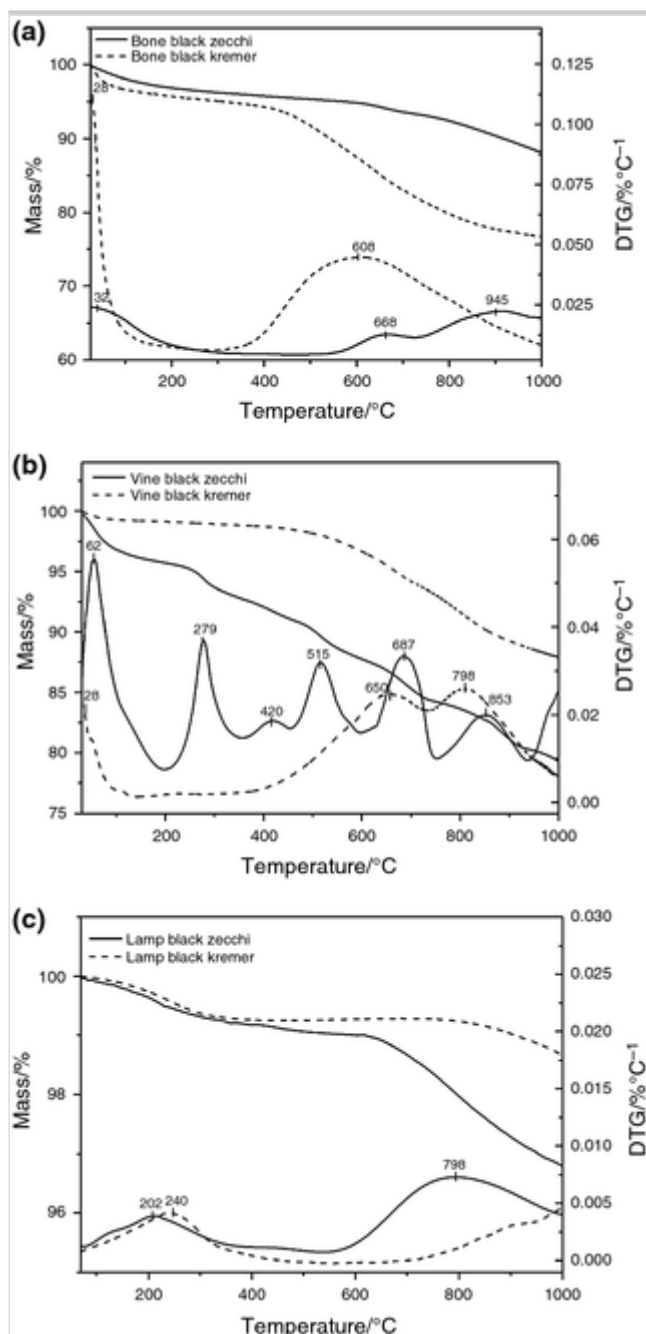 (a)
Bone black zecchi
Bone black kremer
100
90
80
70
60
Mass/%
0.125
0.100
0.075
0.050
0.025
DTG/%°C⁻¹
28
32
608
668
945
200 400 600 800 1000
Temperature/°C
(b)
Vine black zecchi
Vine black kremer
100
95
90
85
80
75
Mass/%
0.06
0.04
0.02
0.00
DTG/%°C⁻¹
62
28
279
420
515
650
687
798
853
200 400 600 800 1000
Temperature/°C
(c)
Lamp black zecchi
Lamp black kremer
100
98
96
Mass/%
0.030
0.025
0.020
0.015
0.010
0.005
0.000
DTG/%°C⁻¹
202
240
798
200 400 600 800 1000
Temperature/°C